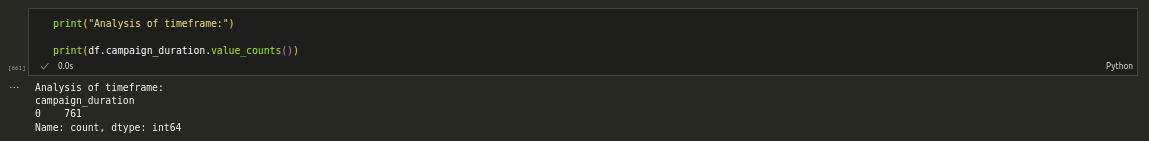 print("Analysis of timeframe:")
print(df.campaign_duration.value_counts())
[661]
0.0s
Python
Analysis of timeframe:
campaign_duration
0    761
Name: count, dtype: int64